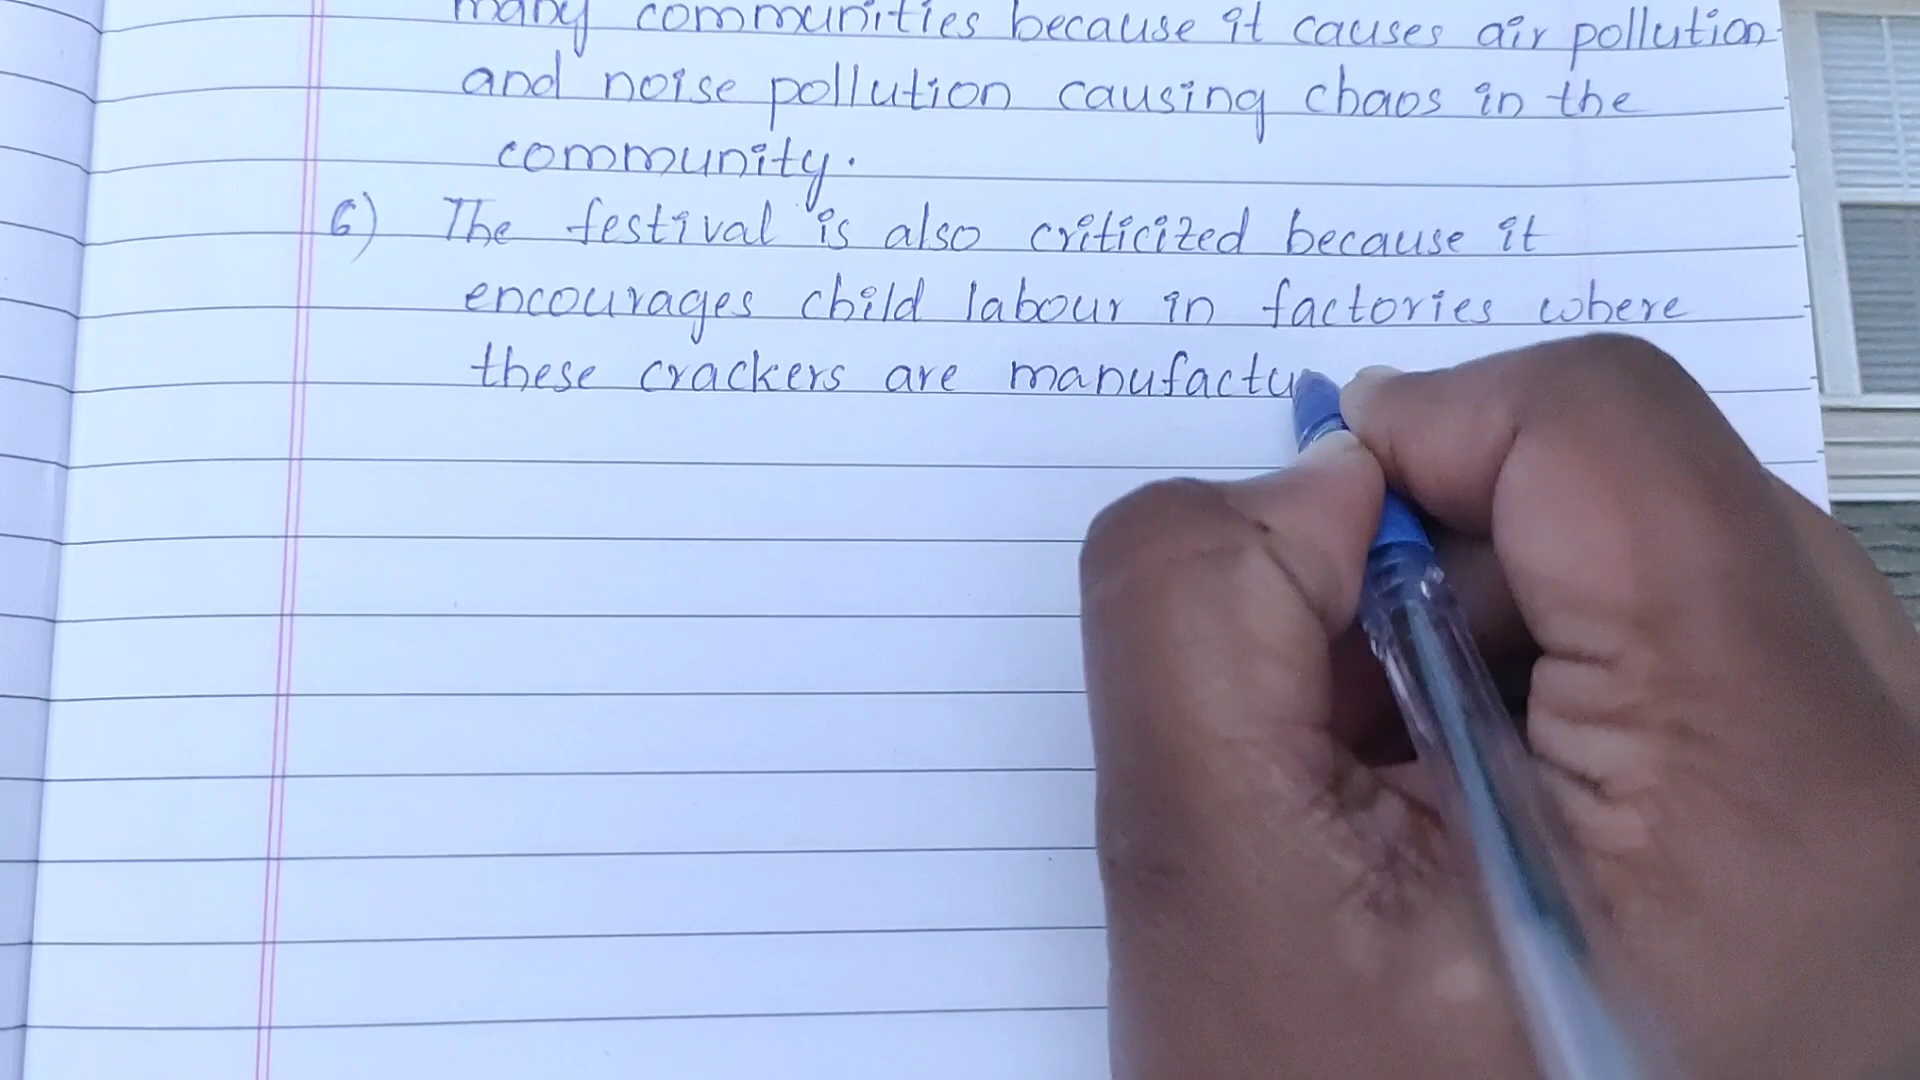 many communities because it causes air pollution
and noise pollution causing chaos in the
community.
6) The festival is also criticized because it
encourages child labour in factories where
these crackers are manufactu